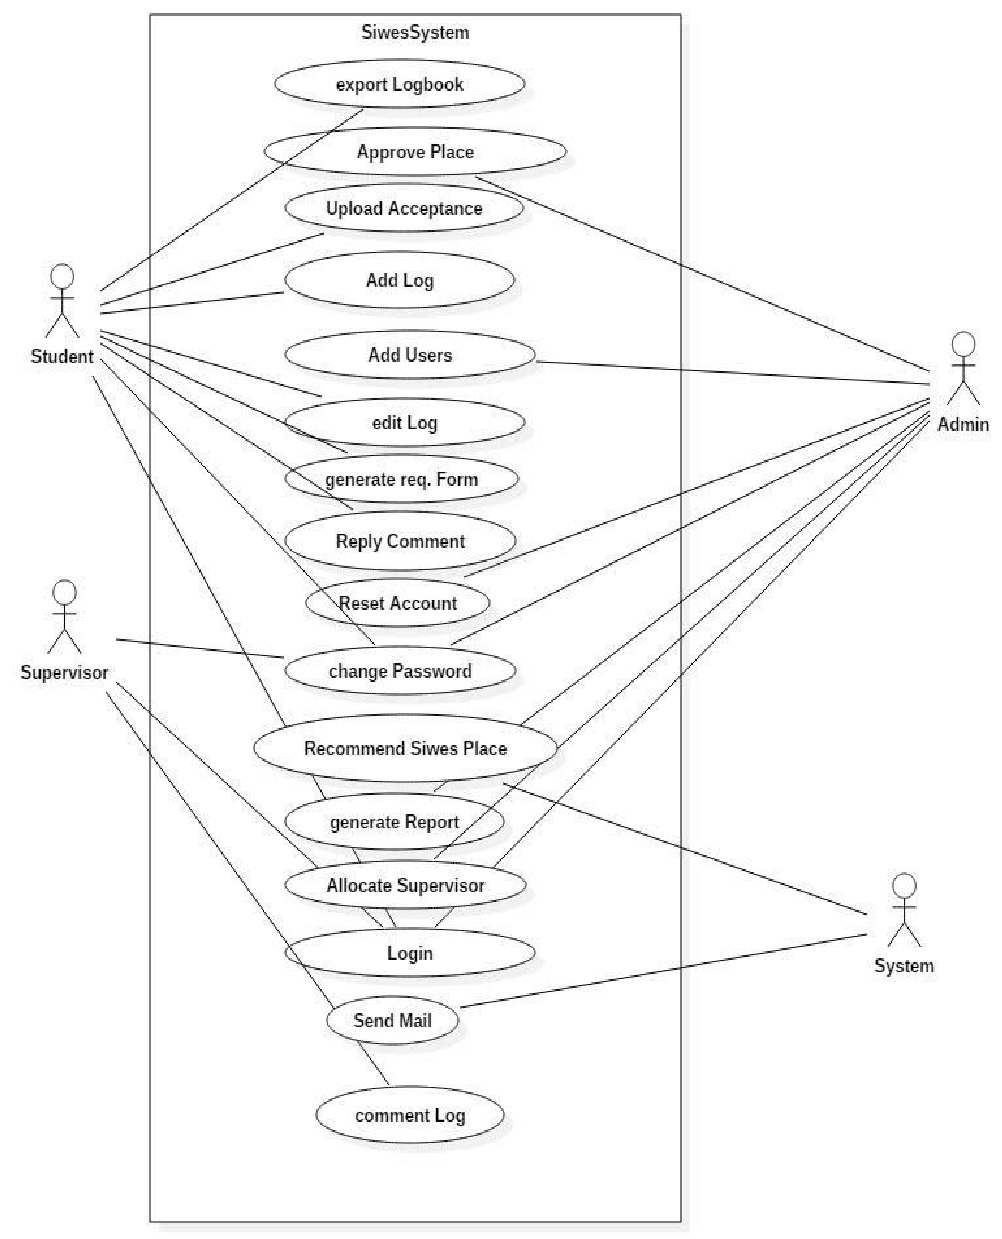 SiwesSystem
export Logbook
Approve Place
Upload Acceptance
Add Log
Student
Add Users
Admin
edit Log
generate req. Form
Reply Comment
Reset Account
Supervisor
change Password
Recommend Siwes Place
generate Report
Allocate Supervisor
Login
System
Send Mail
comment Log